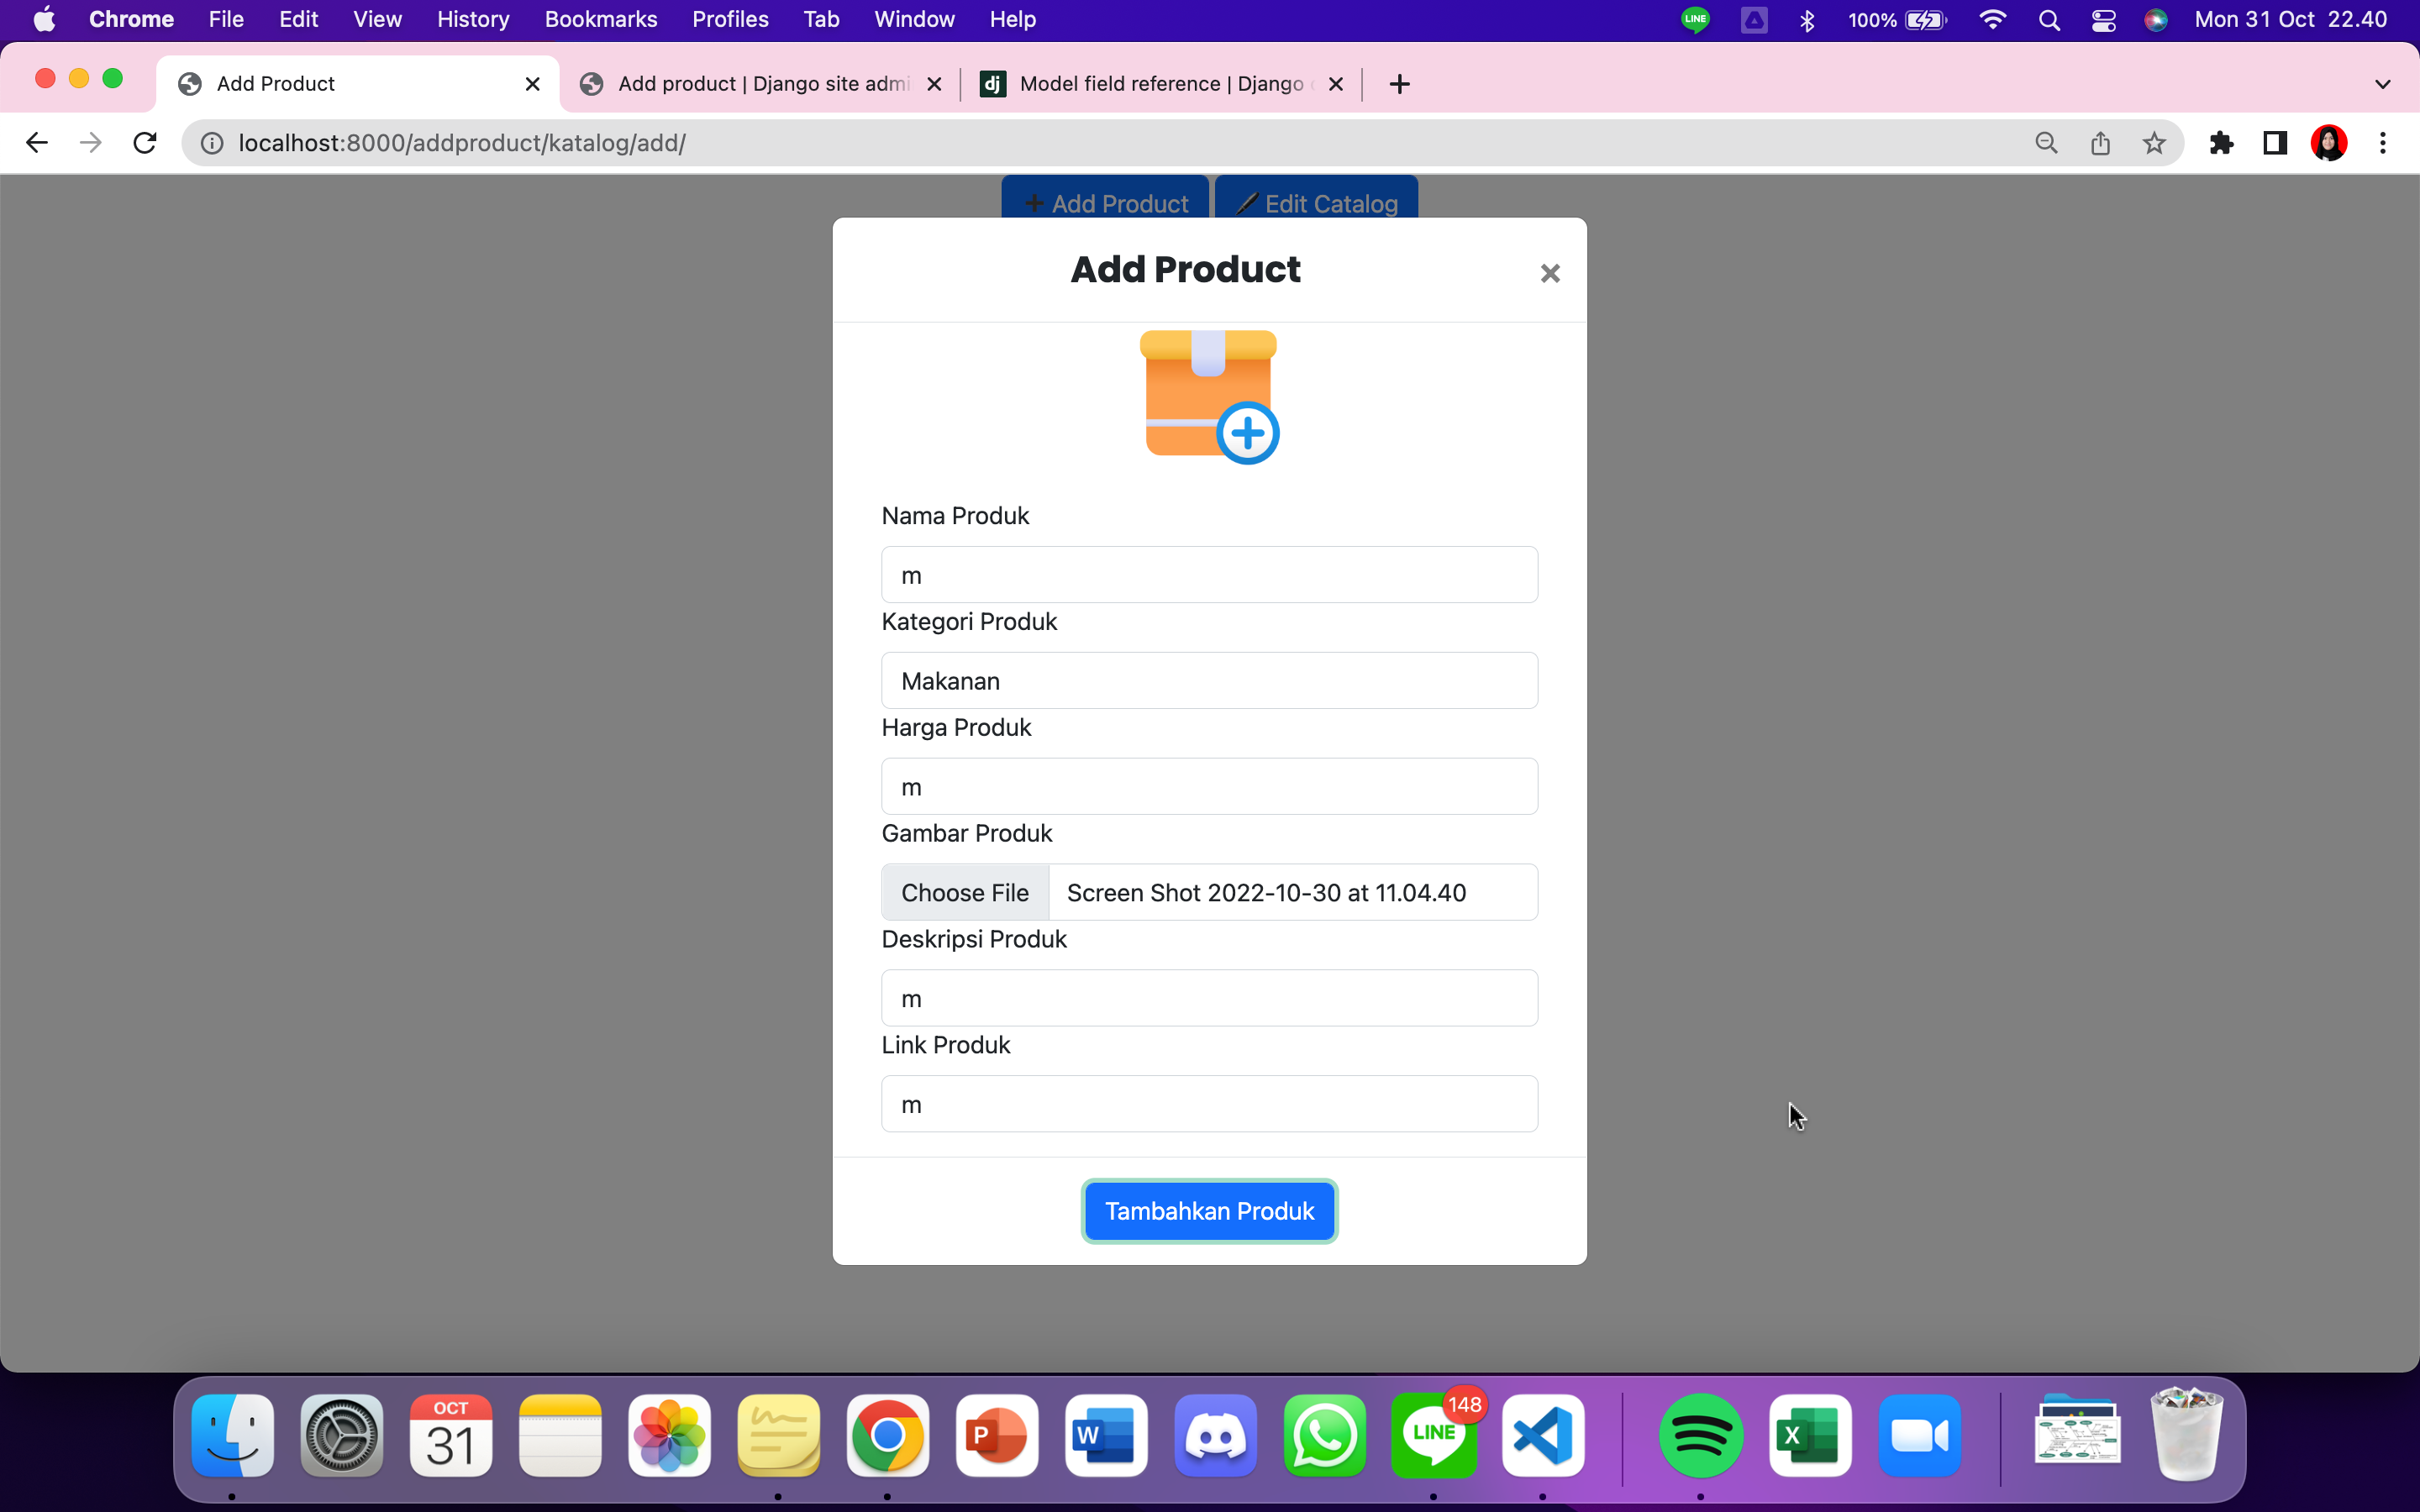 Chrome File Edit View History Bookmarks Profiles Tab Window Help LINE 100% Mon 31 Oct 22.40
Add Product Add product | Django site admi dj Model field reference | Django
localhost:8000/addproduct/katalog/add/
Add Product Edit Catalog
Add Product
Nama Produk
m
Kategori Produk
Makanan
Harga Produk
m
Gambar Produk
Choose File Screen Shot 2022-10-30 at 11.04.40
Deskripsi Produk
m
Link Produk
m
Tambahkan Produk
OCT
31
P
W
LINE
148
X